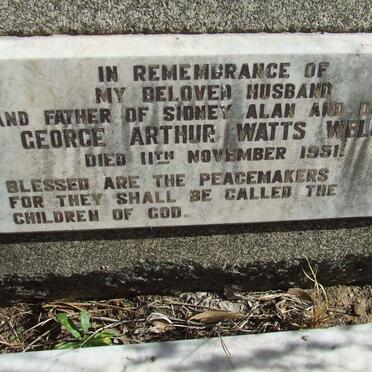 IN REMEMBRANCE OF
MY BELOVED HUSBAND
AND FATHER OF SIDNEY ALAN AND
GEORGE ARTHUR WATTS
DIED 11TH NOVEMBER 1951.
BLESSED ARE THE PEACEMAKERS
FOR THEY SHALL BE CALLED THE
CHILDREN OF GOD.